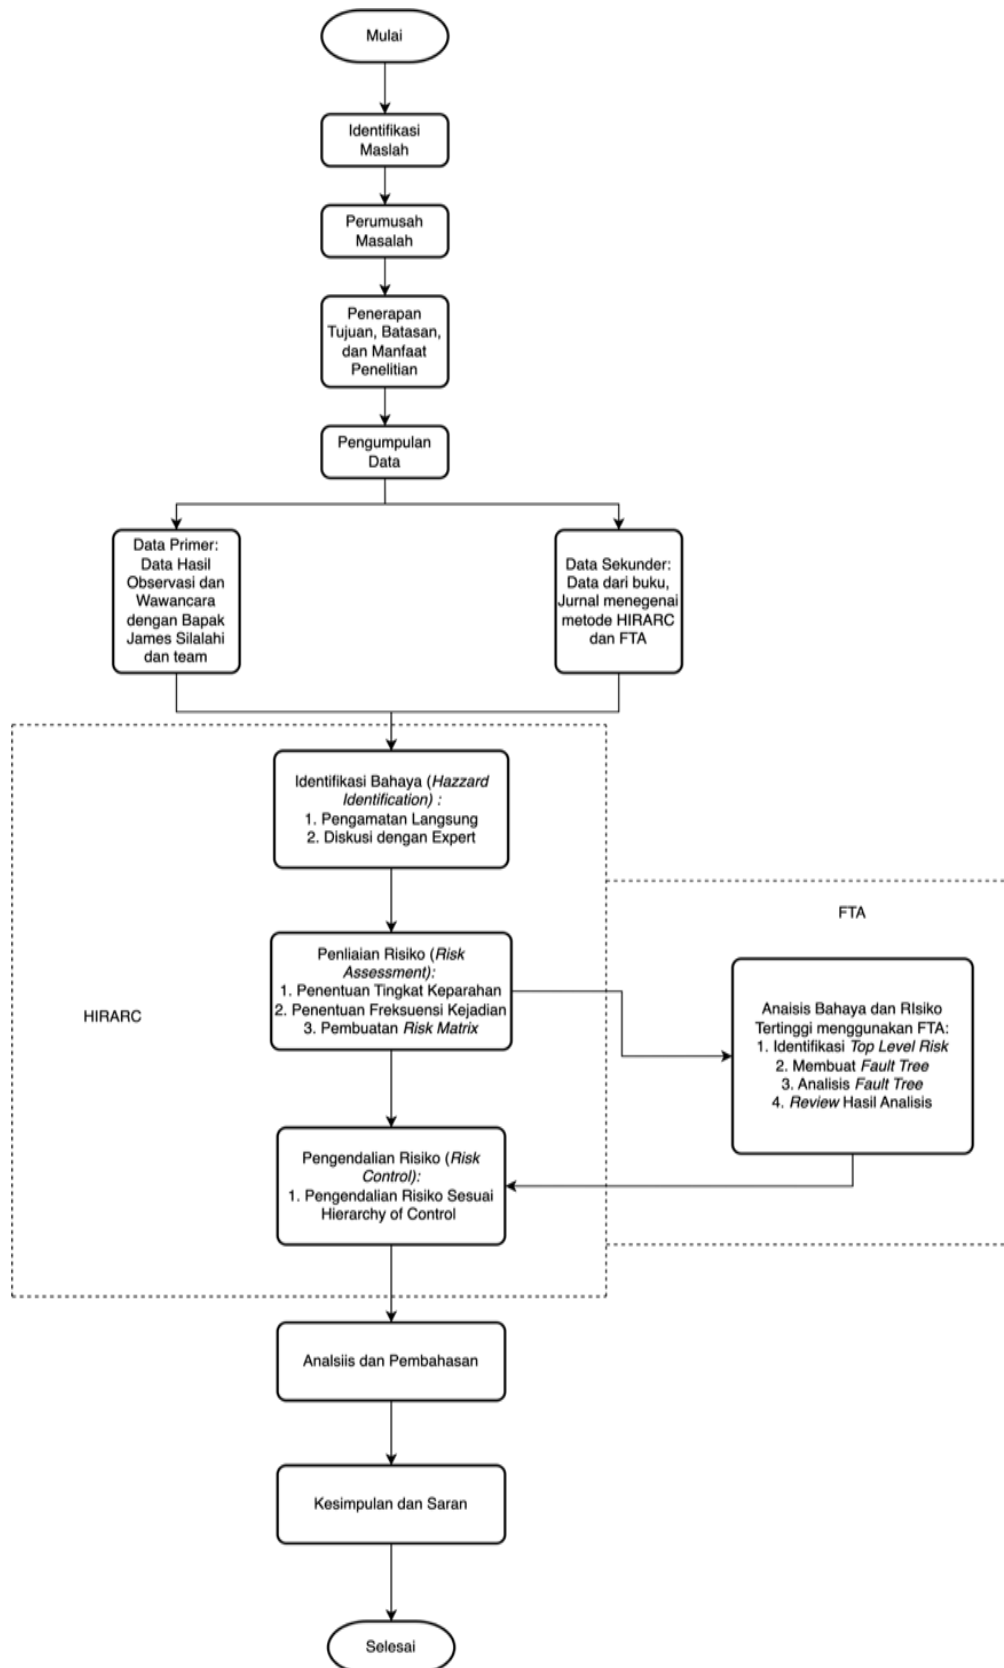 Mulai
Identifikasi
Maslah
Perumusah
Masalah
Penerapan
Tujuan, Batasan,
dan Manfaat
Penelitian
Pengumpulan
Data
Data Primer:
Data Hasil
Observasi dan
Wawancara
dengan Bapak
James Silalahi
dan team
Data Sekunder:
Data dari buku,
Jurnal menegenai
metode HIRARC
dan FTA
HIRARC
Identifikasi Bahaya (Hazzard
Identification) :
1. Pengamatan Langsung
2. Diskusi dengan Expert
Penliaian Risiko (Risk
Assessment):
1. Penentuan Tingkat Keparahan
2. Penentuan Freksuensi Kejadian
3. Pembuatan Risk Matrix
FTA
Anaisis Bahaya dan RIsiko
Tertinggi menggunakan FTA:
1. Identifikasi Top Level Risk
2. Membuat Fault Tree
3. Analisis Fault Tree
4. Review Hasil Analisis
Pengendalian Risiko (Risk
Control):
1. Pengendalian Risiko Sesuai
Hierarchy of Control
Analsiis dan Pembahasan
Kesimpulan dan Saran
Selesai